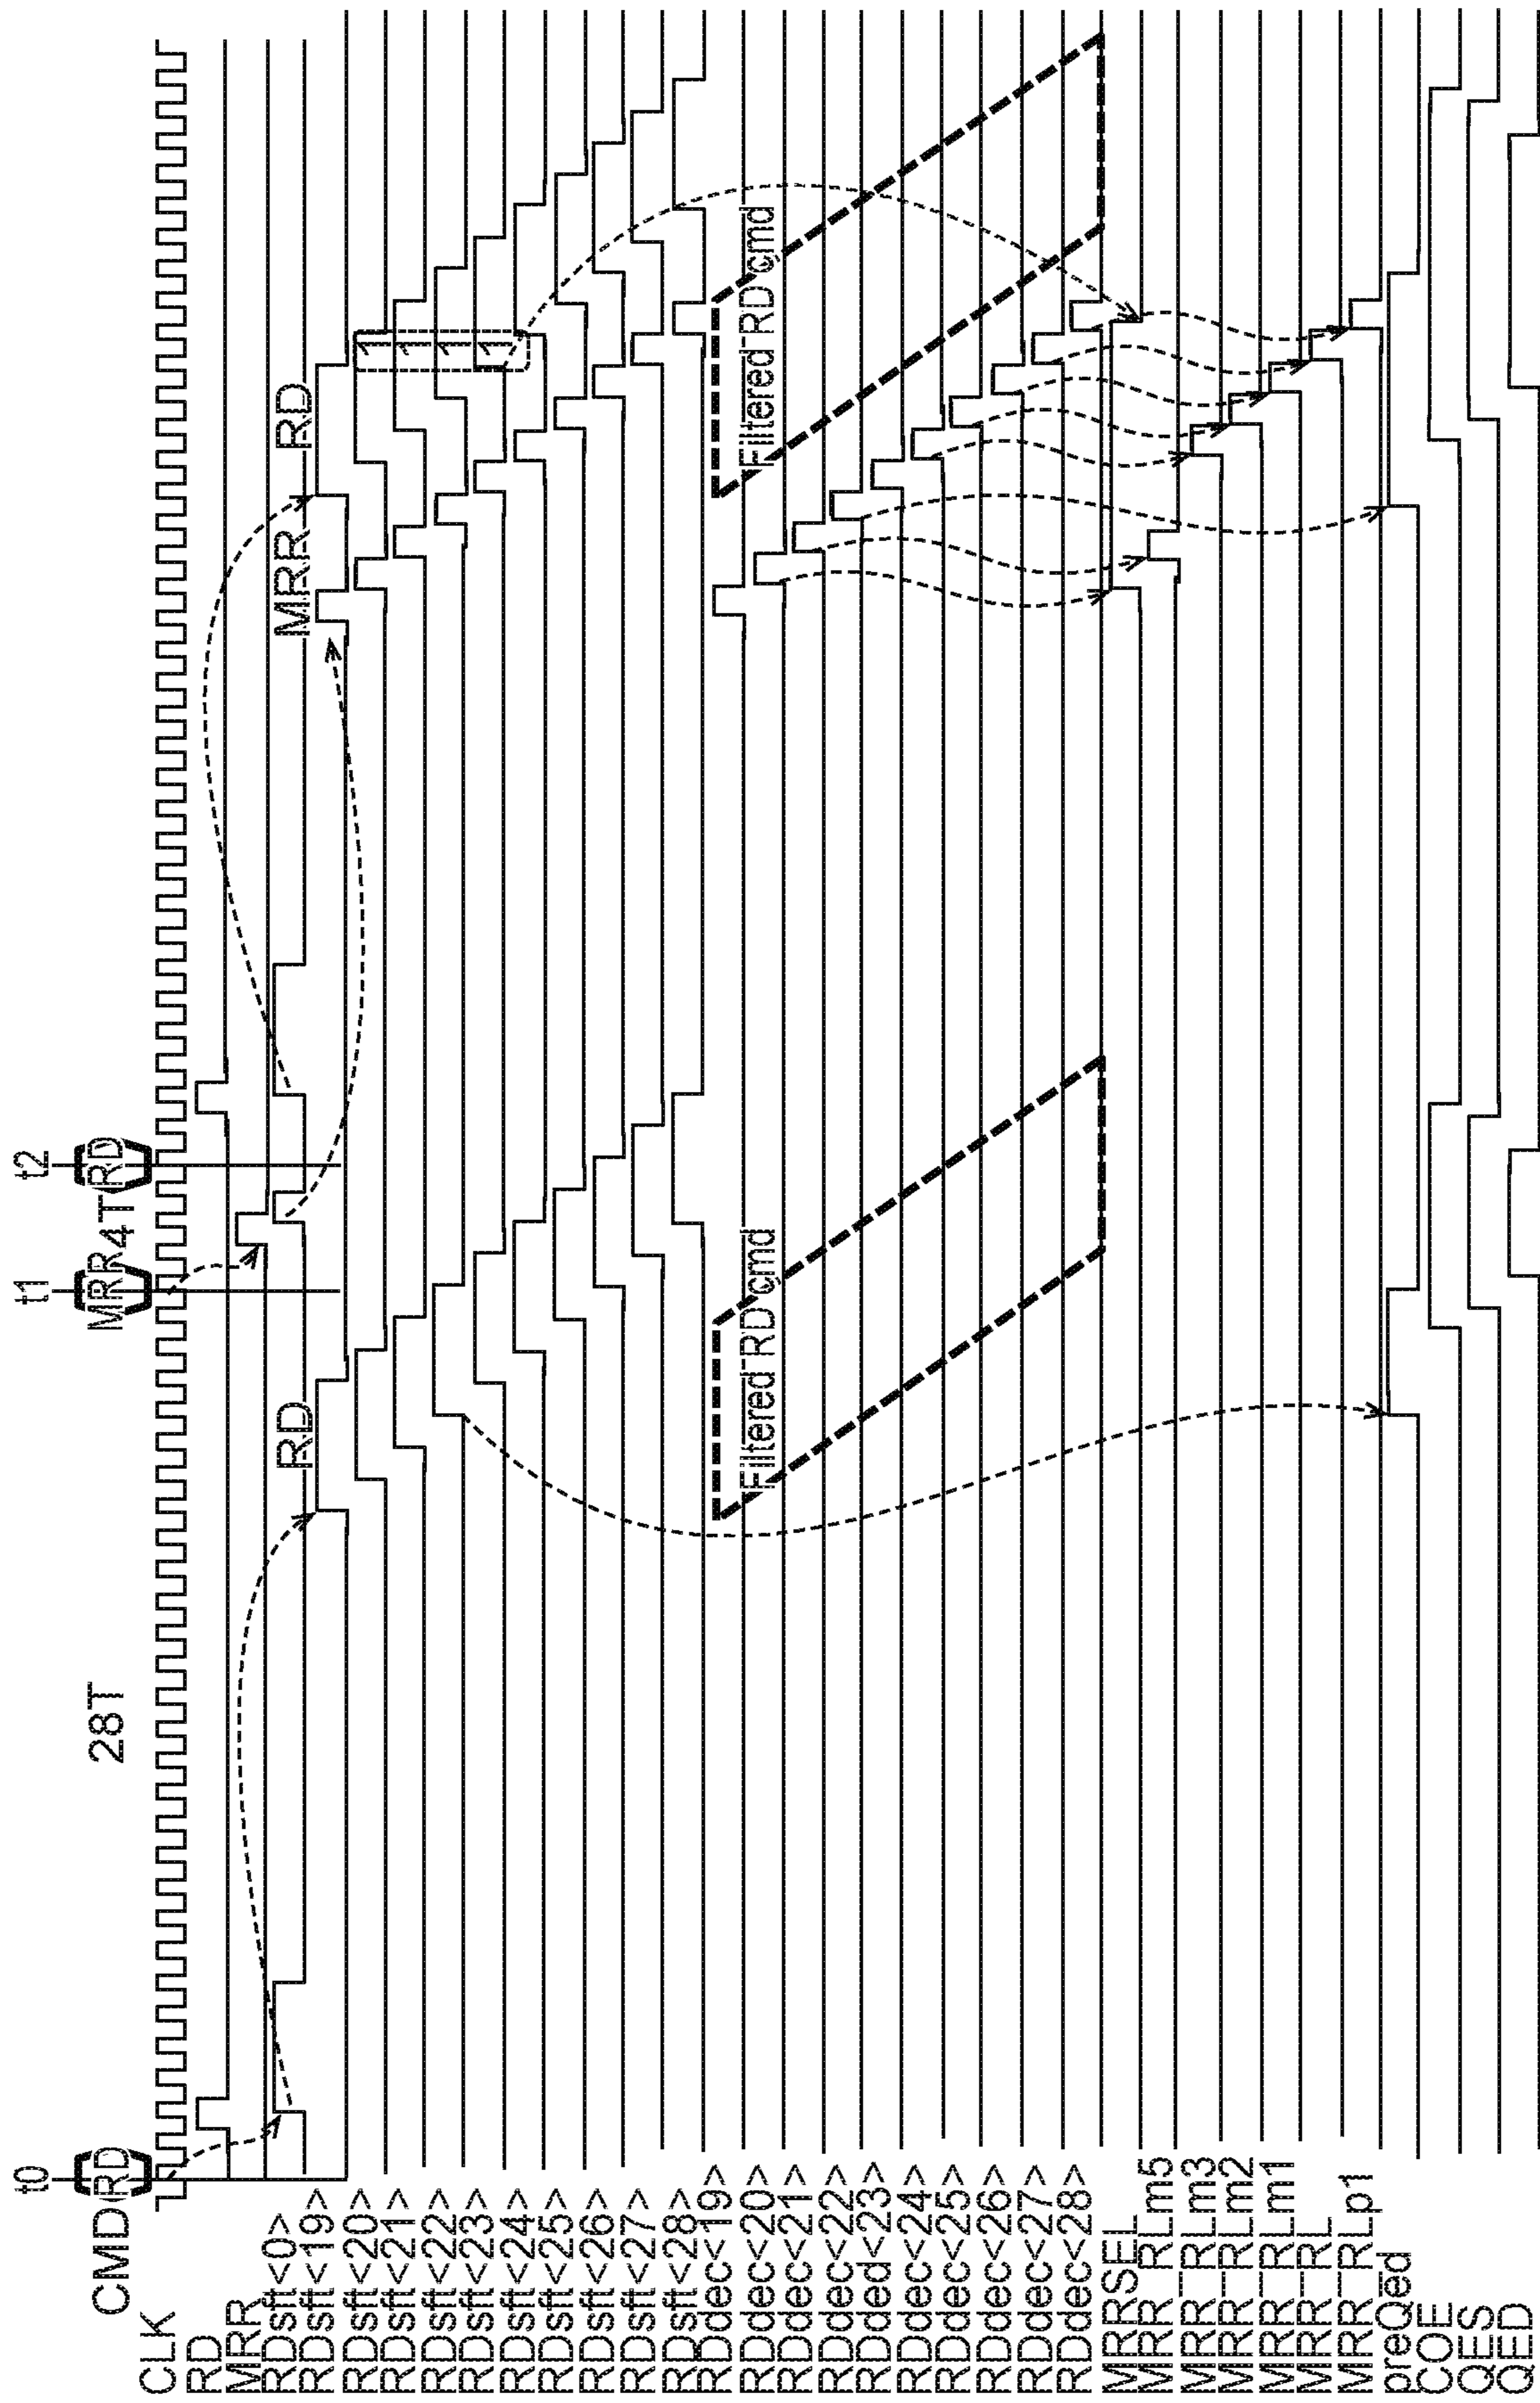 t0 t1 t2
CMD RD 28T MRR 4T RD
CLK
RD
MRR
RDsft<0>
RDsft<19> RD MRR RD
RDsft<20>
RDsft<21>
RDsft<22>
RDsft<23>
RDsft<24>
RDsft<25>
RDsft<26>
RDsft<27>
RDsft<28>
RDdec<19>
RDdec<20> Filtered RD cmd Filtered RD cmd
RDdec<21>
RDdec<22>
RDded<23>
RDdec<24>
RDdec<25>
RDdec<26>
RDdec<27>
RDdec<28>
MRRSEL
MRR_RLm5
MRR_RLm3
MRR_RLm2
MRR_RLm1
MRR_RL
MRR_RLp1
preQed
COE
QES
QED